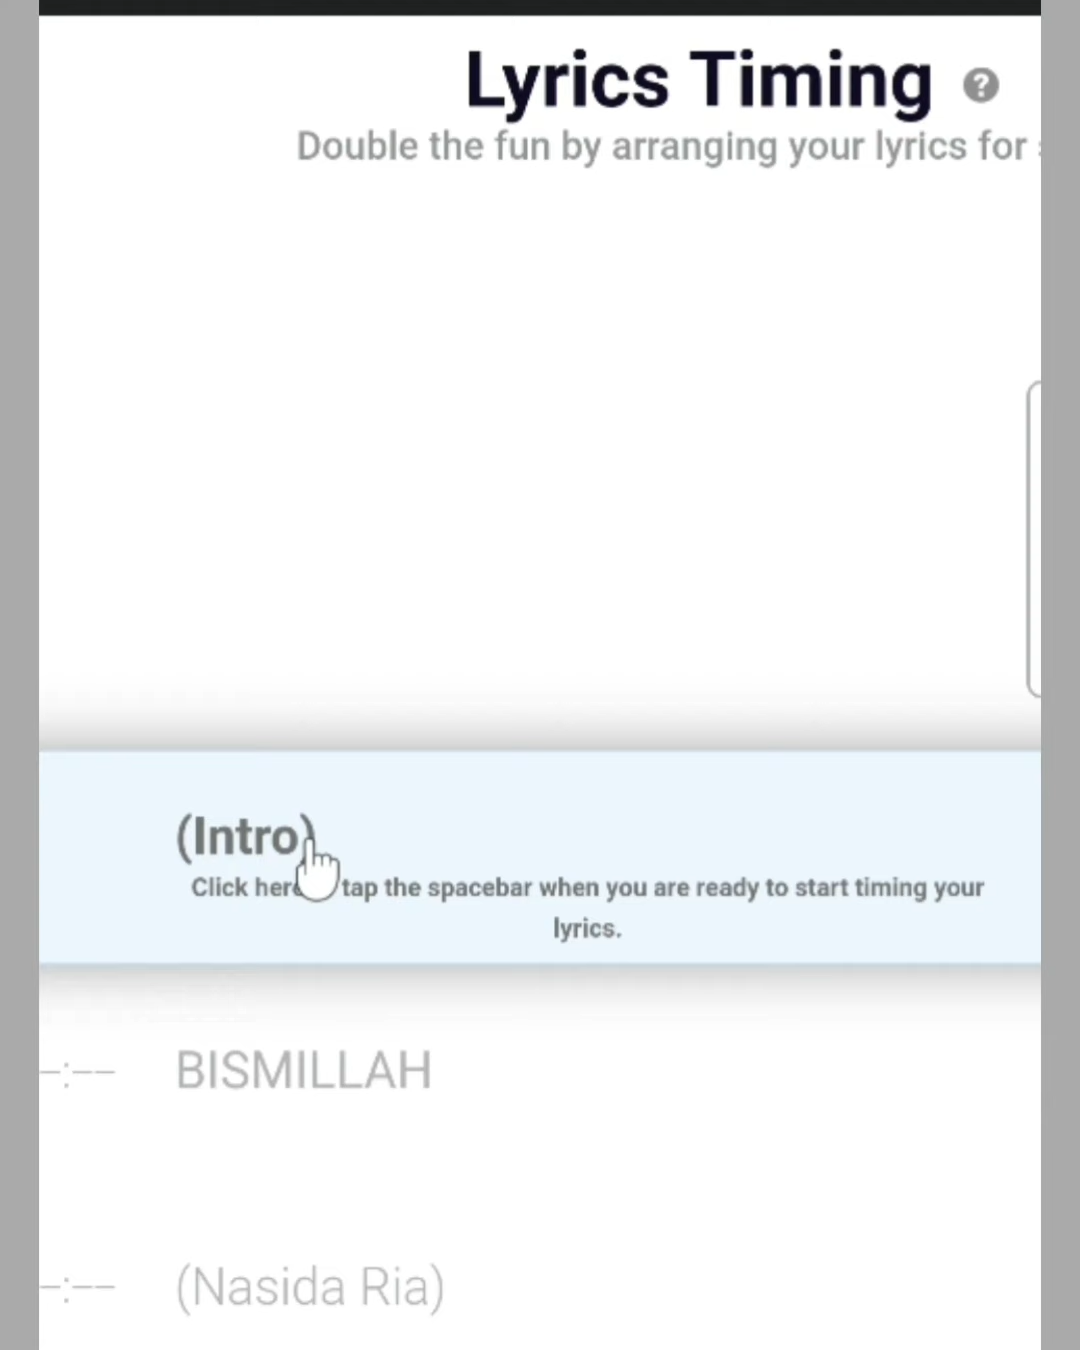 Lyrics Timing ?
Double the fun by arranging your lyrics for
(Intro)
Click here tap the spacebar when you are ready to start timing your
lyrics.
--:-- BISMILLAH
--:-- (Nasida Ria)